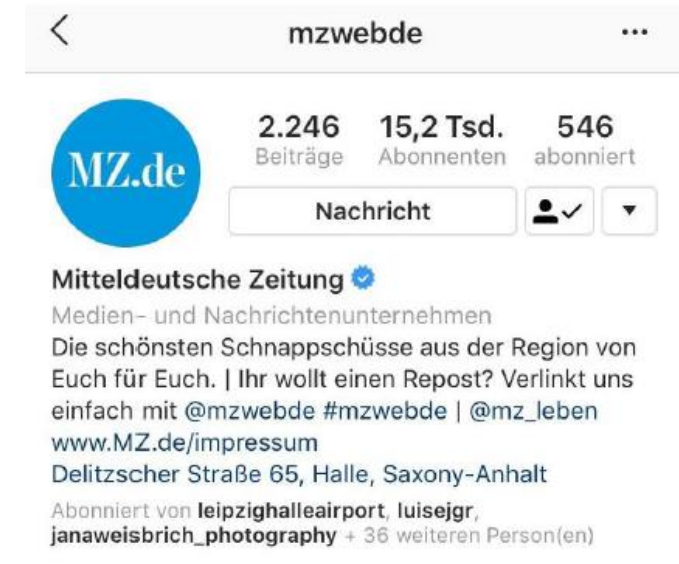 mzwebde
MZ.de
2.246 15,2 Tsd. 546
Beiträge Abonnenten abonniert
Nachricht
Mitteldeutsche Zeitung
Medien- und Nachrichtenunternehmen
Die schönsten Schnappschüsse aus der Region von
Euch für Euch. | Ihr wollt einen Repost? Verlinkt uns
einfach mit @mzwebde #mzwebde | @mz_leben
www.MZ.de/impressum
Delitzscher Straße 65, Halle, Saxony-Anhalt
Abonniert von leipzighalleairport, luisejgr,
janaweisbrich_photography + 36 weiteren Person(en)